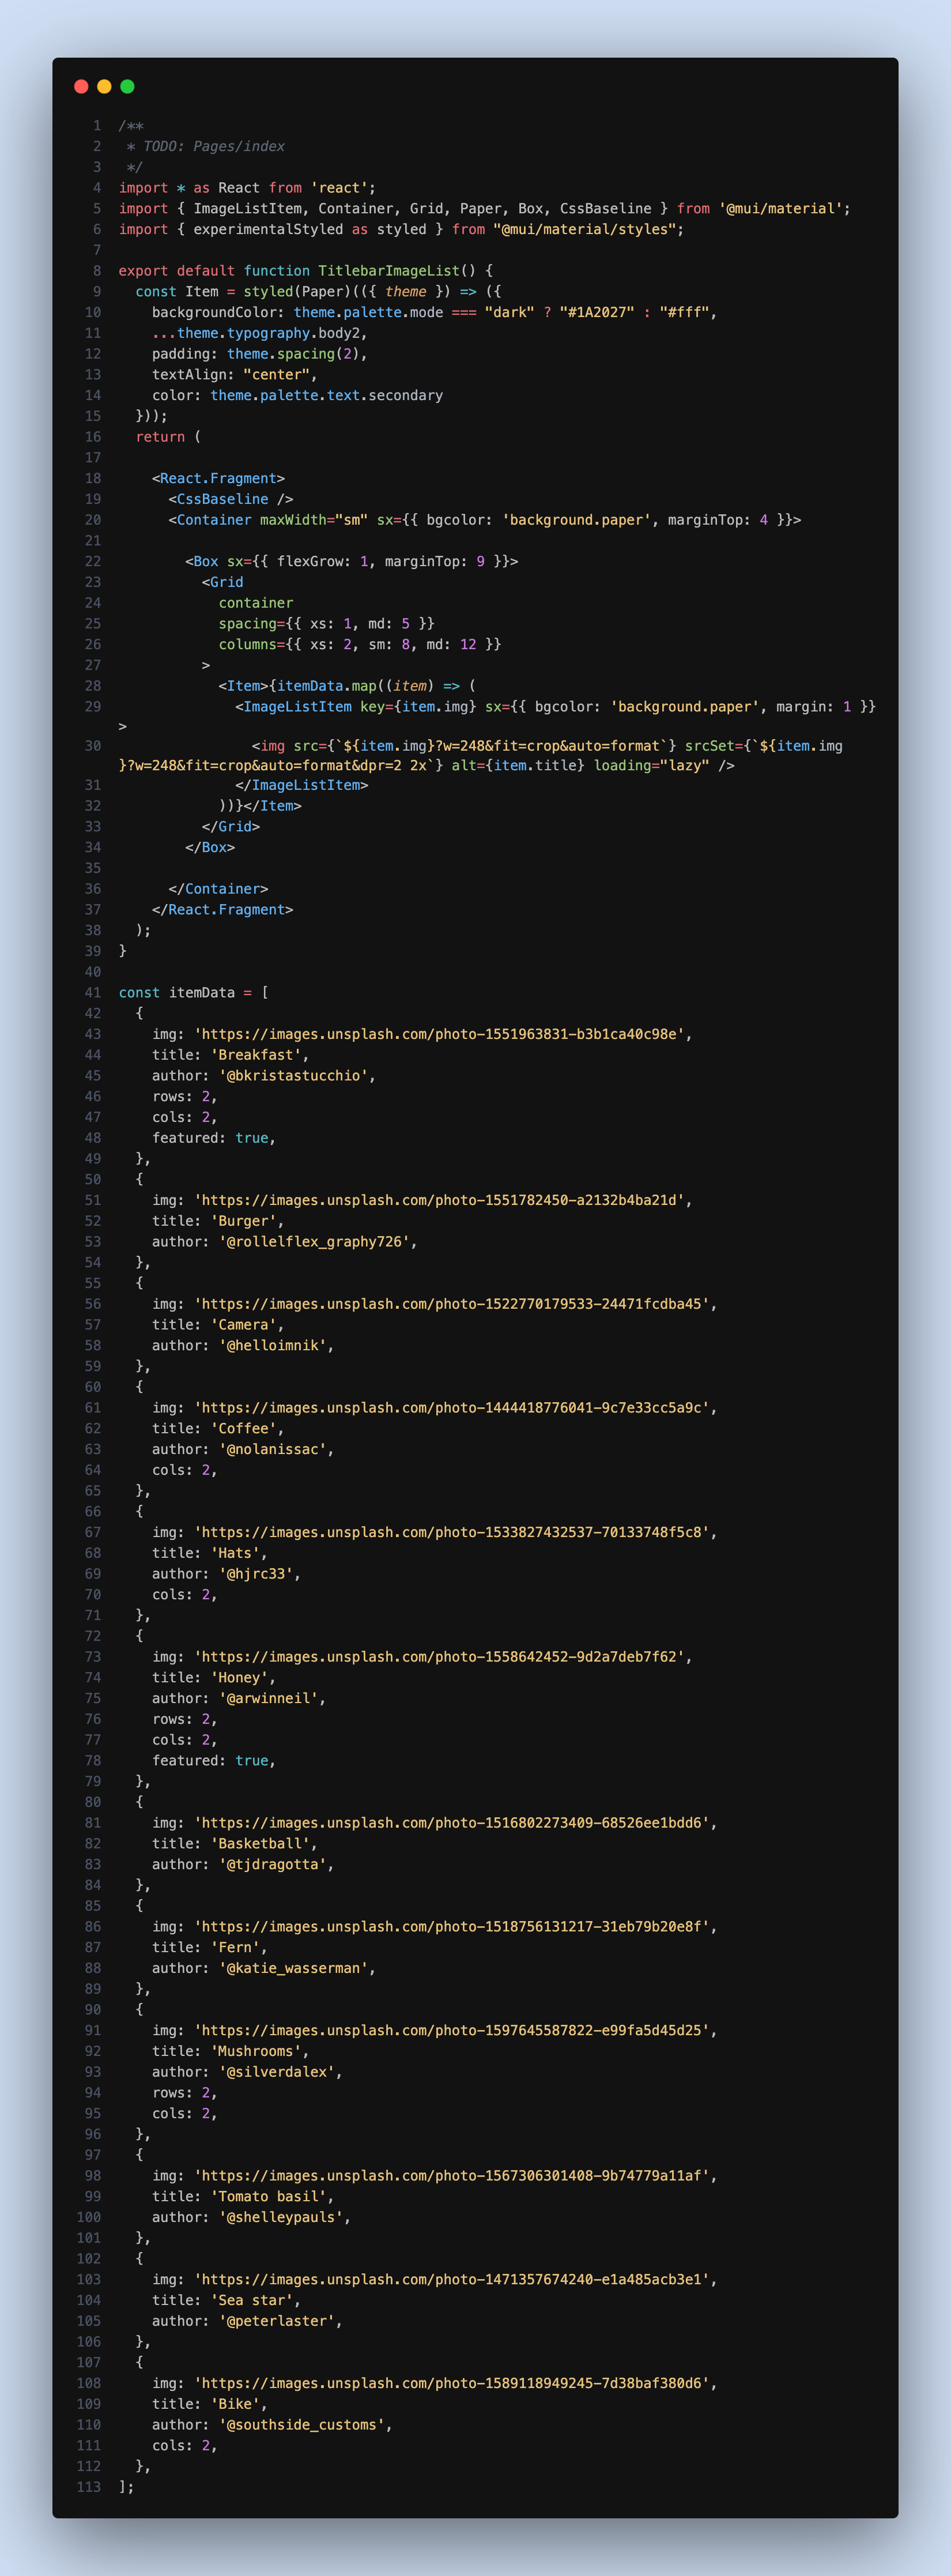 1 /**
2  * TODO: Pages/index
3  */
4 import * as React from 'react';
5 import { ImageListItem, Container, Grid, Paper, Box, CssBaseline } from '@mui/material';
6 import { experimentalStyled as styled } from "@mui/material/styles";
7
8 export default function TitlebarImageList() {
9   const Item = styled(Paper)(({ theme }) => ({
10     backgroundColor: theme.palette.mode === "dark" ? "#1A2027" : "#fff",
11     ...theme.typography.body2,
12     padding: theme.spacing(2),
13     textAlign: "center",
14     color: theme.palette.text.secondary
15   }));
16   return (
17
18     <React.Fragment>
19       <CssBaseline />
20       <Container maxWidth="sm" sx={{ bgcolor: 'background.paper', marginTop: 4 }}>
21
22         <Box sx={{ flexGrow: 1, marginTop: 9 }}>
23           <Grid
24             container
25             spacing={{ xs: 1, md: 5 }}
26             columns={{ xs: 2, sm: 8, md: 12 }}
27           >
28             <Item>{itemData.map((item) => (
29               <ImageListItem key={item.img} sx={{ bgcolor: 'background.paper', margin: 1 }}
>
30                 <img src={`${item.img}?w=248&fit=crop&auto=format`} srcSet={`${item.img
}?w=248&fit=crop&auto=format&dpr=2 2x`} alt={item.title} loading="lazy" />
31               </ImageListItem>
32             ))}</Item>
33           </Grid>
34         </Box>
35
36       </Container>
37     </React.Fragment>
38   );
39 }
40
41 const itemData = [
42   {
43     img: 'https://images.unsplash.com/photo-1551963831-b3b1ca40c98e',
44     title: 'Breakfast',
45     author: '@bkristastucchio',
46     rows: 2,
47     cols: 2,
48     featured: true,
49   },
50   {
51     img: 'https://images.unsplash.com/photo-1551782450-a2132b4ba21d',
52     title: 'Burger',
53     author: '@rollelflex_graphy726',
54   },
55   {
56     img: 'https://images.unsplash.com/photo-1522770179533-24471fcdba45',
57     title: 'Camera',
58     author: '@helloimnik',
59   },
60   {
61     img: 'https://images.unsplash.com/photo-1444418776041-9c7e33cc5a9c',
62     title: 'Coffee',
63     author: '@nolanissac',
64     cols: 2,
65   },
66   {
67     img: 'https://images.unsplash.com/photo-1533827432537-70133748f5c8',
68     title: 'Hats',
69     author: '@hjrc33',
70     cols: 2,
71   },
72   {
73     img: 'https://images.unsplash.com/photo-1558642452-9d2a7deb7f62',
74     title: 'Honey',
75     author: '@arwinneil',
76     rows: 2,
77     cols: 2,
78     featured: true,
79   },
80   {
81     img: 'https://images.unsplash.com/photo-1516802273409-68526ee1bdd6',
82     title: 'Basketball',
83     author: '@tjdragotta',
84   },
85   {
86     img: 'https://images.unsplash.com/photo-1518756131217-31eb79b20e8f',
87     title: 'Fern',
88     author: '@katie_wasserman',
89   },
90   {
91     img: 'https://images.unsplash.com/photo-1597645587822-e99fa5d45d25',
92     title: 'Mushrooms',
93     author: '@silverdalex',
94     rows: 2,
95     cols: 2,
96   },
97   {
98     img: 'https://images.unsplash.com/photo-1567306301408-9b74779a11af',
99     title: 'Tomato basil',
100     author: '@shelleypauls',
101   },
102   {
103     img: 'https://images.unsplash.com/photo-1471357674240-e1a485acb3e1',
104     title: 'Sea star',
105     author: '@peterlaster',
106   },
107   {
108     img: 'https://images.unsplash.com/photo-1589118949245-7d38baf380d6',
109     title: 'Bike',
110     author: '@southside_customs',
111     cols: 2,
112   },
113 ];